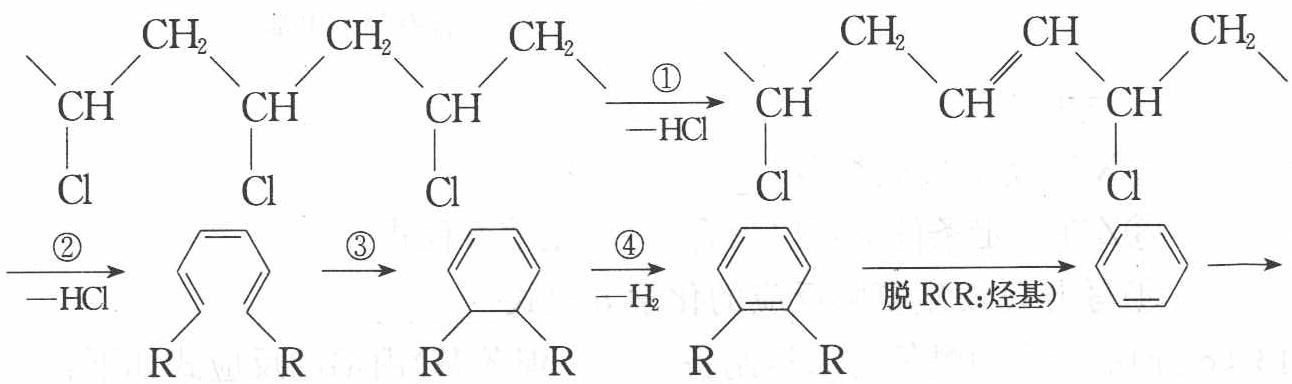 CH₂ CH₂ CH₂ CH₂ CH CH₂
CH CH CH ① CH CH CH
—HCl
Cl Cl Cl Cl Cl
② ③ ④
—HCl —H₂ 脱 R(R:烃基)
R R R R R R